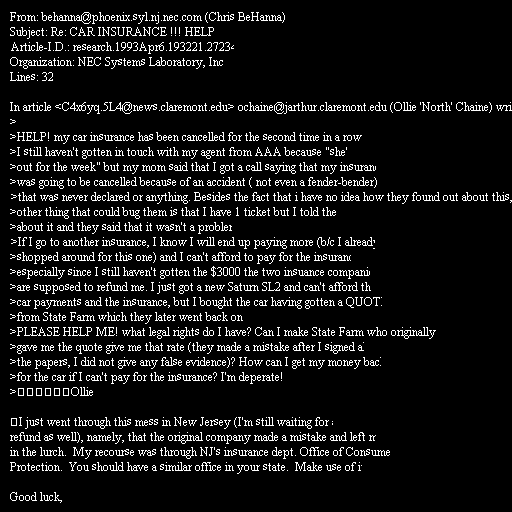 From: behanna@phoenix.syl.nj.nec.com (Chris BeHanna)
Subject: Re: CAR INSURANCE !!! HELP
Article-I.D.: research.1993Apr6.193221.27234
Organization: NEC Systems Laboratory, Inc
Lines: 32

In article <C4x6yq.5L4@news.claremont.edu> ochaine@jarthur.claremont.edu (Ollie 'North' Chaine) wri
>
>HELP! my car insurance has been cancelled for the second time in a row
>I still haven't gotten in touch with my agent from AAA because "she'
>out for the week" but my mom said that I got a call saying that my insuran
>was going to be cancelled because of an accident ( not even a fender-bender)
>that was never declared or anything. Besides the fact that i have no idea how they found out about this,
>other thing that could bug them is that I have 1 ticket but I told the
>about it and they said that it wasn't a probler
>If I go to another insurance, I know I will end up paying more (b/c I already
>shopped around for this one) and I can't afford to pay for the insuranc
>especially since I still haven't gotten the $3000 the two insuance compani
>are supposed to refund me. I just got a new Saturn SL2 and can't afford th
>car payments and the insurance, but I bought the car having gotten a QUOT
>from State Farm which they later went back on
>PLEASE HELP ME! what legal rights do I have? Can I make State Farm who originally
>gave me the quote give me that rate (they made a mistake after I signed a
>the papers, I did not give any false evidence)? How can I get my money bac
>for the car if I can't pay for the insurance? I'm deperate!
>□□□□□□Ollie

□I just went through this mess in New Jersey (I'm still waiting for
refund as well), namely, that the original company made a mistake and left m
in the lurch.  My recourse was through NJ's insurance dept. Office of Consume
Protection.  You should have a similar office in your state.  Make use of i

Good luck,